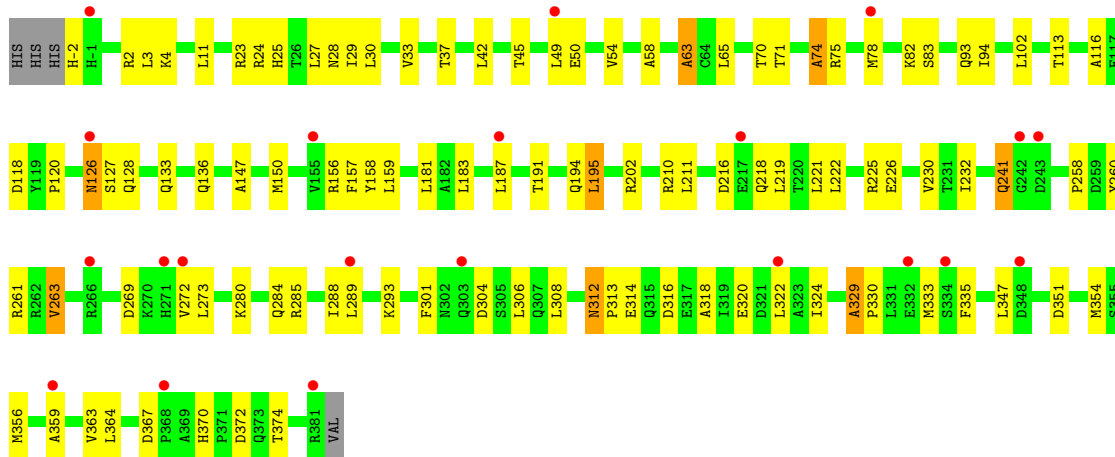 HIS HIS HIS H-2 H-1 R2 L3 K4 L11 R23 R24 H25 T26 L27 N28 I29 L30 V33 T37 L42 T45 L49 E50 V54 A58 A63 C64 L65 T70 T71 A74 R75 M78 K82 S83 Q93 I94 L102 T113 A116 E117
D118 Y119 P120 N126 S127 Q128 Q133 Q136 A147 M150 V155 R156 F157 Y158 L159 L181 A182 L183 L187 T191 Q194 L195 R202 R210 L211 D216 E217 Q218 L219 T220 L221 L222 R225 E226 V230 T231 I232 Q241 G242 D243 P258 D259 Y260
R261 R262 V263 R266 D269 K270 H271 V272 L273 K280 Q284 R285 I288 L289 K293 F301 N302 Q303 D304 S305 L306 Q307 L308 N312 P313 E314 Q315 D316 E317 A318 I319 E320 D321 L322 A323 I324 A329 P330 L331 E332 M333 S334 F335 L347 D348 D351 M354 S355
M356 A359 V363 L364 D367 P368 A369 H370 P371 D372 Q373 T374 R381 VAL